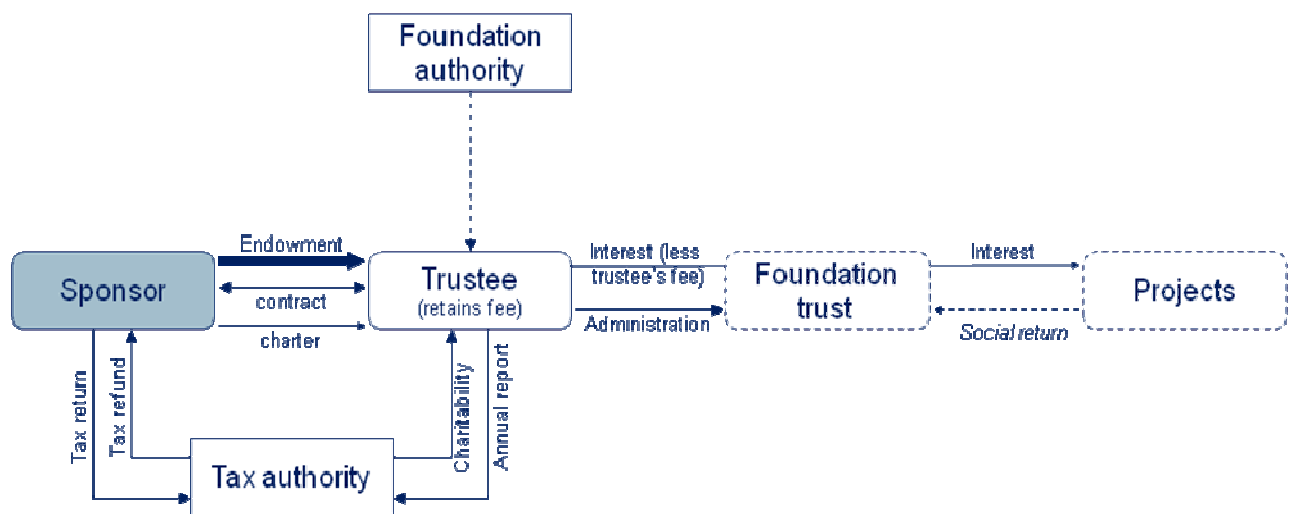 Foundation
authority
Endowment
Sponsor
contract
charter
Trustee
(retains fee)
Interest (less
trustee's fee)
Administration
Foundation
trust
Interest
Social return
Projects
Tax return
Tax refund
Charitability
Annual report
Tax authority